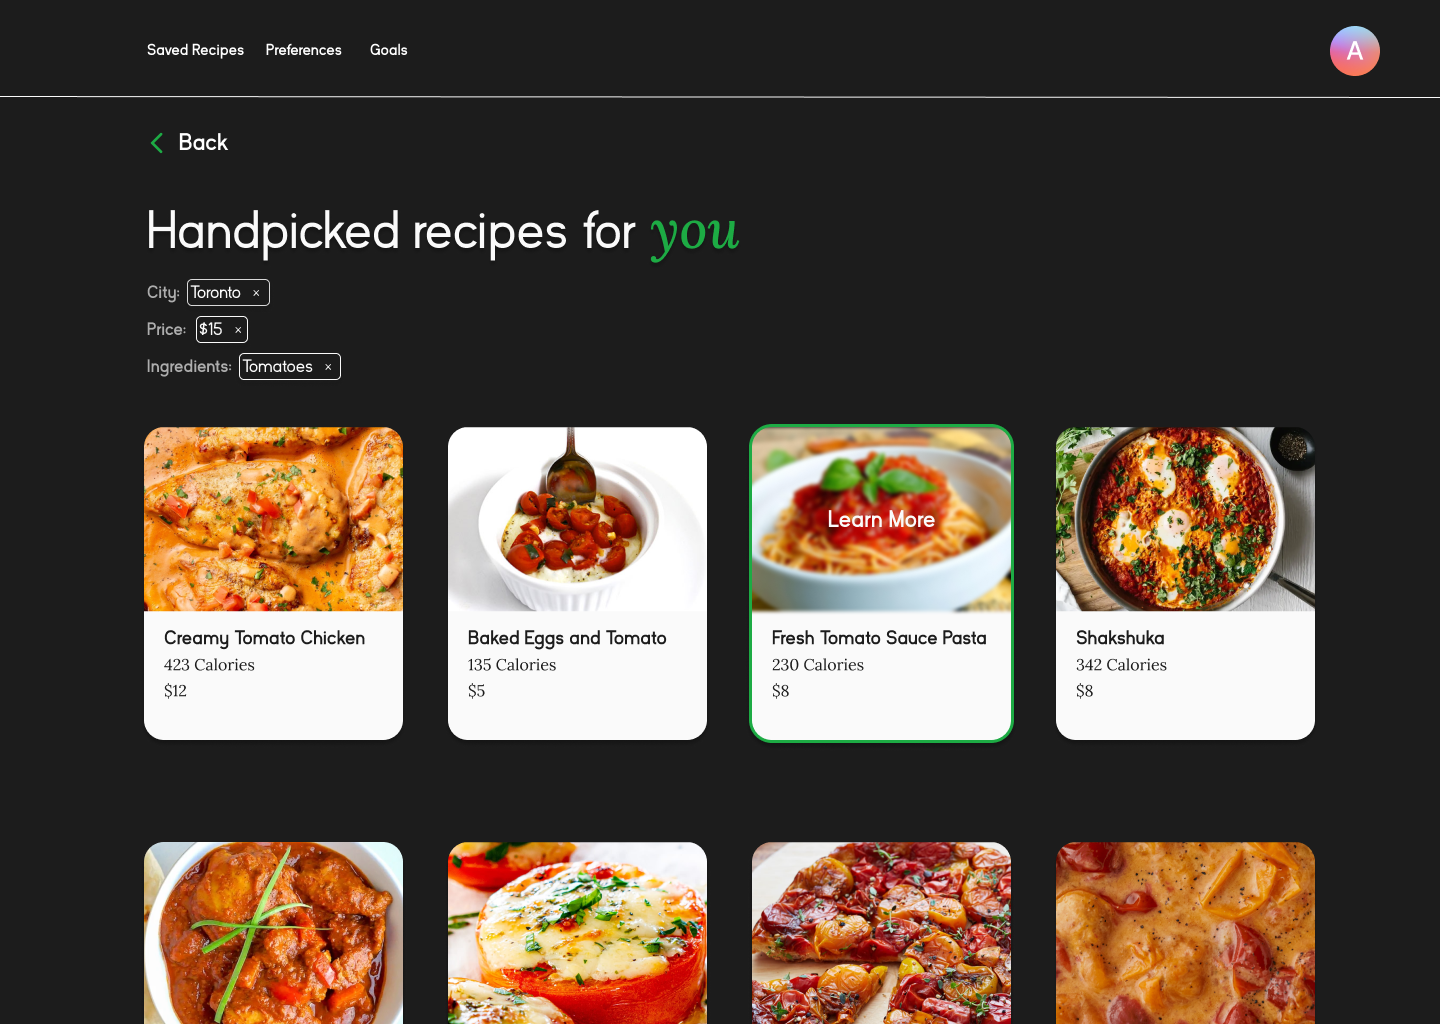 Saved Recipes Preferences Goals
A
Back
Handpicked recipes for you
City: Toronto ×
Price: $15 ×
Ingredients: Tomatoes ×
Learn More
Creamy Tomato Chicken
423 Calories
$12
Baked Eggs and Tomato
135 Calories
$5
Fresh Tomato Sauce Pasta
230 Calories
$8
Shakshuka
342 Calories
$8